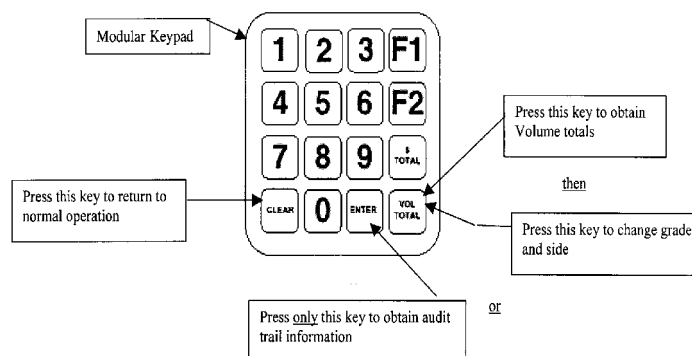 Modular Keypad
1 2 3 F1
4 5 6 F2
Press this key to obtain
Volume totals
7 8 9 $
TOTAL
then
Press this key to return to
normal operation
CLEAR 0 ENTER VOL
TOTAL
Press this key to change grade
and side
Press only this key to obtain audit
trail information
or